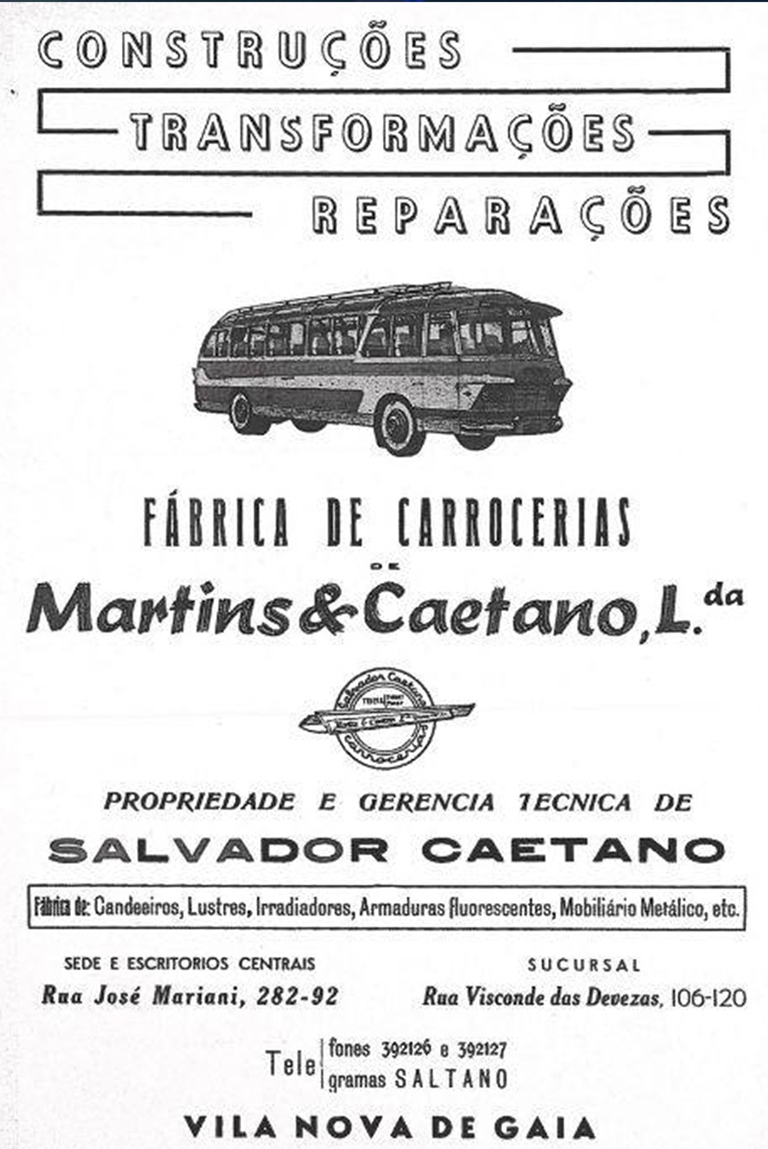 CONSTRUÇÕES
TRANSFORMAÇÕES
REPARAÇÕES
FÁBRICA DE CARROCERIAS
DE
Martins & Caetano, L.da
Salvador Caetano
Martins & Caetano L.da
Carrocerias
PROPRIEDADE E GERENCIA TECNICA DE
SALVADOR CAETANO
Fábrica de: Candeeiros, Lustres, Irradiadores, Armaduras fluorescentes, Mobiliário Metálico, etc.
SEDE E ESCRITORIOS CENTRAIS
Rua José Mariani, 282-92
SUCURSAL
Rua Visconde das Devezas, 106-120
Tele
fones 392126 e 392127
gramas SALTANO
VILA NOVA DE GAIA